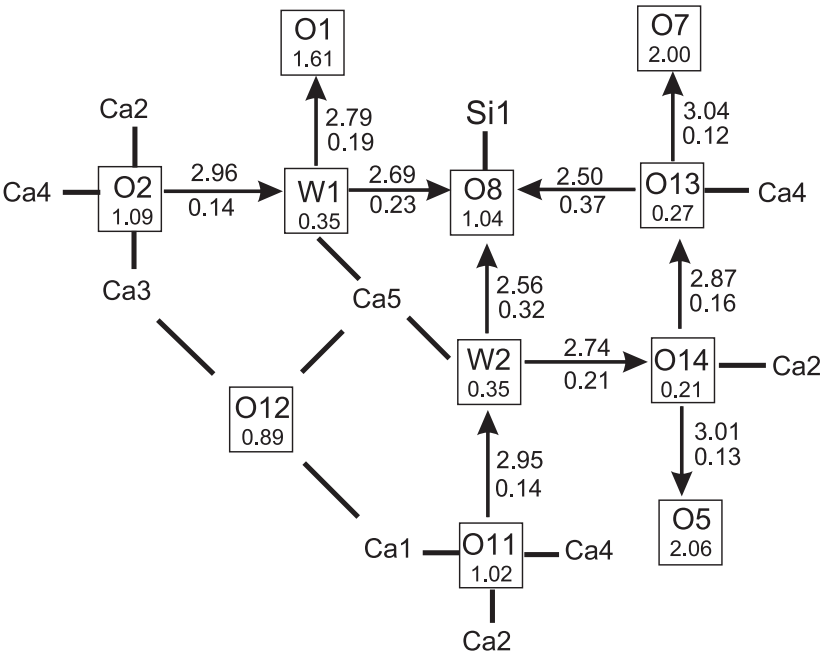 O1
1.61
O7
2.00
Ca2
2.79
0.19
Si1
3.04
0.12
Ca4
O2
1.09
2.96
0.14
W1
0.35
2.69
0.23
O8
1.04
2.50
0.37
O13
0.27
Ca4
Ca3
Ca5
2.56
0.32
2.87
0.16
W2
0.35
2.74
0.21
O14
0.21
Ca2
O12
0.89
2.95
0.14
3.01
0.13
Ca1
O11
1.02
Ca4
O5
2.06
Ca2